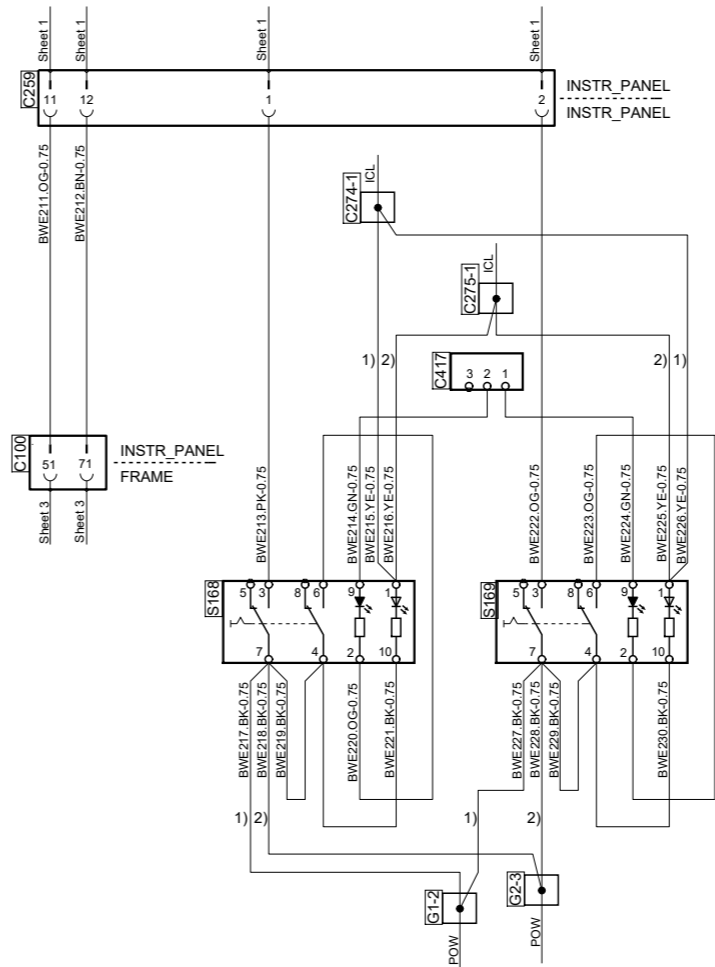 Sheet 1
Sheet 1
Sheet 1
Sheet 1
C259
11
12
1
2
INSTR_PANEL
INSTR_PANEL
BWE211.OG-0.75
BWE212.BN-0.75
C274-1
ICL
C275-1
ICL
1) 2)
2) 1)
C417
3 2 1
C100
51
71
INSTR_PANEL
FRAME
Sheet 3
Sheet 3
BWE213.PK-0.75
BWE214.GN-0.75
BWE215.YE-0.75
BWE216.YE-0.75
BWE222.OG-0.75
BWE223.OG-0.75
BWE224.GN-0.75
BWE225.YE-0.75
BWE226.YE-0.75
S168
5 3 8 6 9 1
7 4 2 10
S169
5 3 8 6 9 1
7 4 2 10
BWE217.BK-0.75
BWE218.BK-0.75
BWE219.BK-0.75
BWE220.OG-0.75
BWE221.BK-0.75
BWE227.BK-0.75
BWE228.BK-0.75
BWE229.BK-0.75
BWE230.BK-0.75
1) 2)
1)
2)
G1-2
POW
G2-3
POW